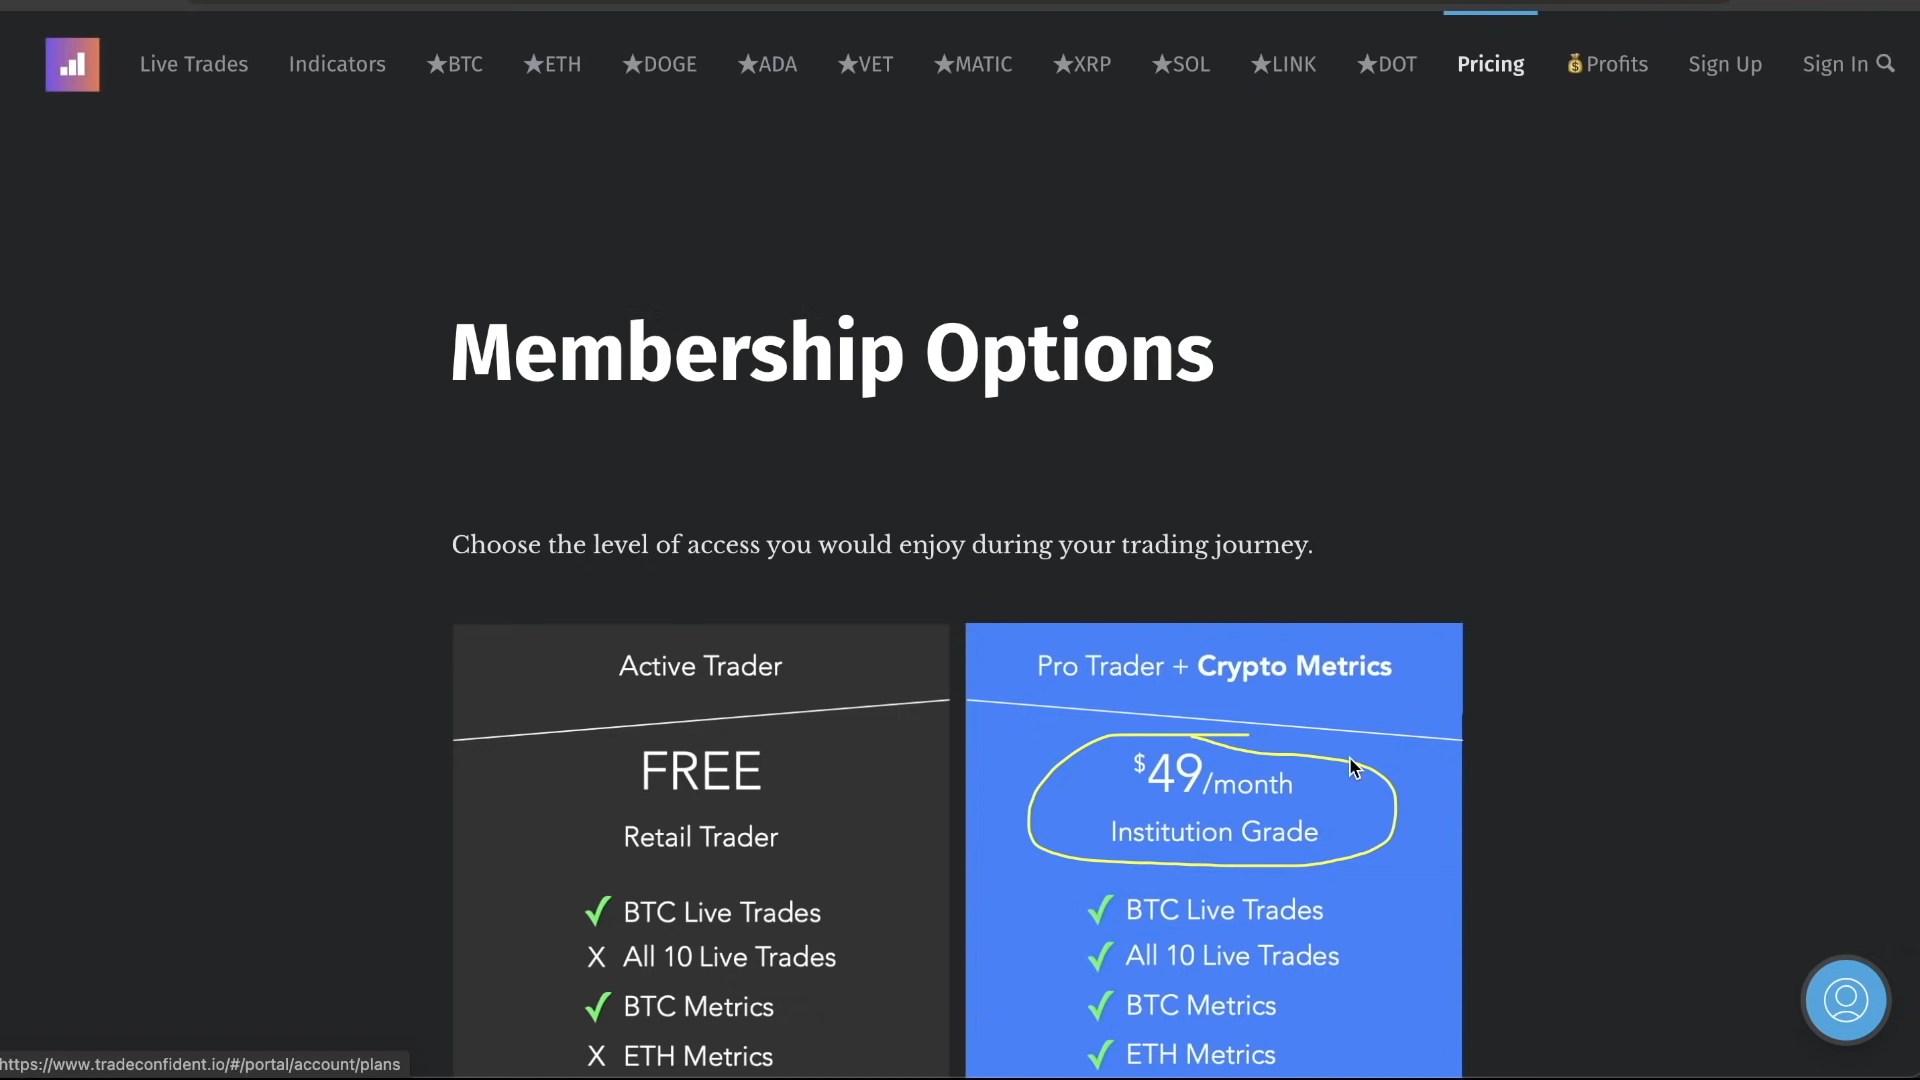 Live Trades Indicators ★BTC ★ETH ★DOGE ★ADA ★VET ★MATIC ★XRP ★SOL ★LINK ★DOT Pricing 💰Profits Sign Up Sign In
Membership Options
Choose the level of access you would enjoy during your trading journey.
Active Trader
FREE
Retail Trader
✓ BTC Live Trades
X All 10 Live Trades
✓ BTC Metrics
X ETH Metrics
Pro Trader + Crypto Metrics
$49/month
Institution Grade
✓ BTC Live Trades
✓ All 10 Live Trades
✓ BTC Metrics
✓ ETH Metrics
https://www.tradeconfident.io/#/portal/account/plans